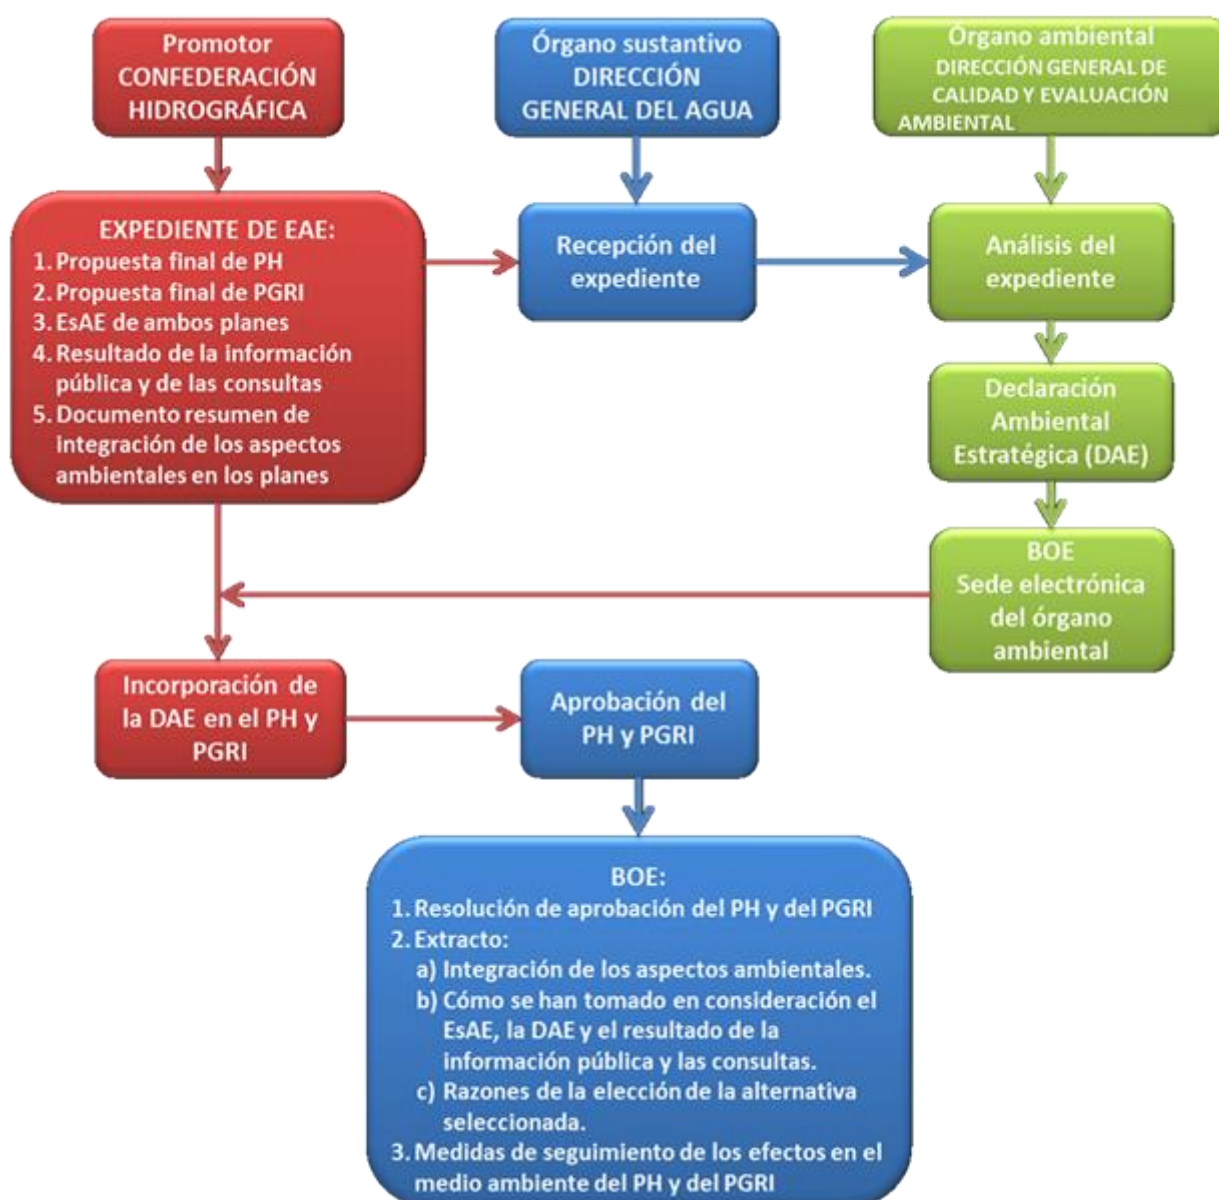 Promotor
CONFEDERACIÓN
HIDROGRÁFICA
Órgano sustantivo
DIRECCIÓN
GENERAL DEL AGUA
Órgano ambiental
DIRECCIÓN GENERAL DE
CALIDAD Y EVALUACIÓN
AMBIENTAL
EXPEDIENTE DE EAE:
1. Propuesta final de PH
2. Propuesta final de PGRI
3. EsAE de ambos planes
4. Resultado de la información
pública y de las consultas
5. Documento resumen de
integración de los aspectos
ambientales en los planes
Recepción del
expediente
Análisis del
expediente
Declaración
Ambiental
Estratégica (DAE)
BOE
Sede electrónica
del órgano
ambiental
Incorporación de
la DAE en el PH y
PGRI
Aprobación del
PH y PGRI
BOE:
1. Resolución de aprobación del PH y del PGRI
2. Extracto:
a) Integración de los aspectos ambientales.
b) Cómo se han tomado en consideración el
EsAE, la DAE y el resultado de la
información pública y las consultas.
c) Razones de la elección de la alternativa
seleccionada.
3. Medidas de seguimiento de los efectos en el
medio ambiente del PH y del PGRI